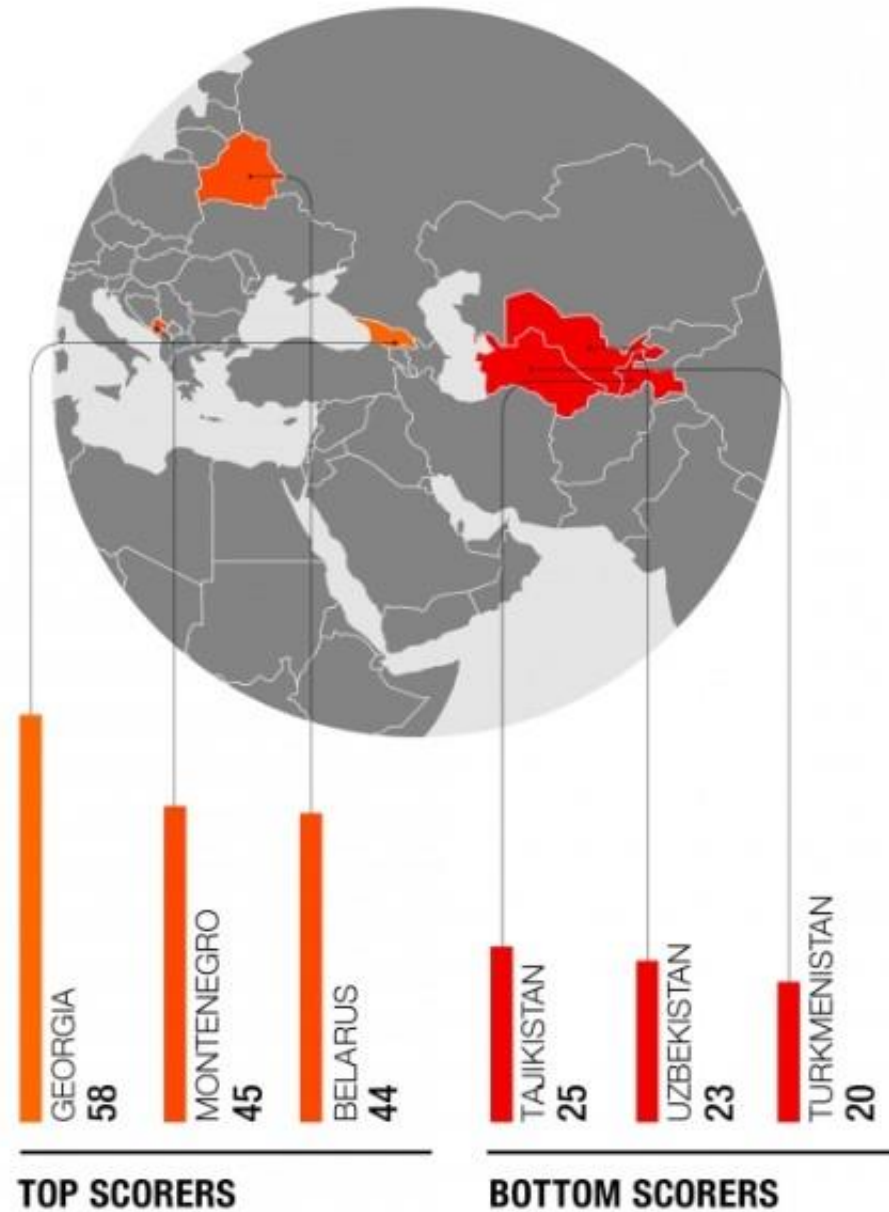 GEORGIA
58
MONTENEGRO
45
BELARUS
44
TAJIKISTAN
25
UZBEKISTAN
23
TURKMENISTAN
20
TOP SCORERS
BOTTOM SCORERS